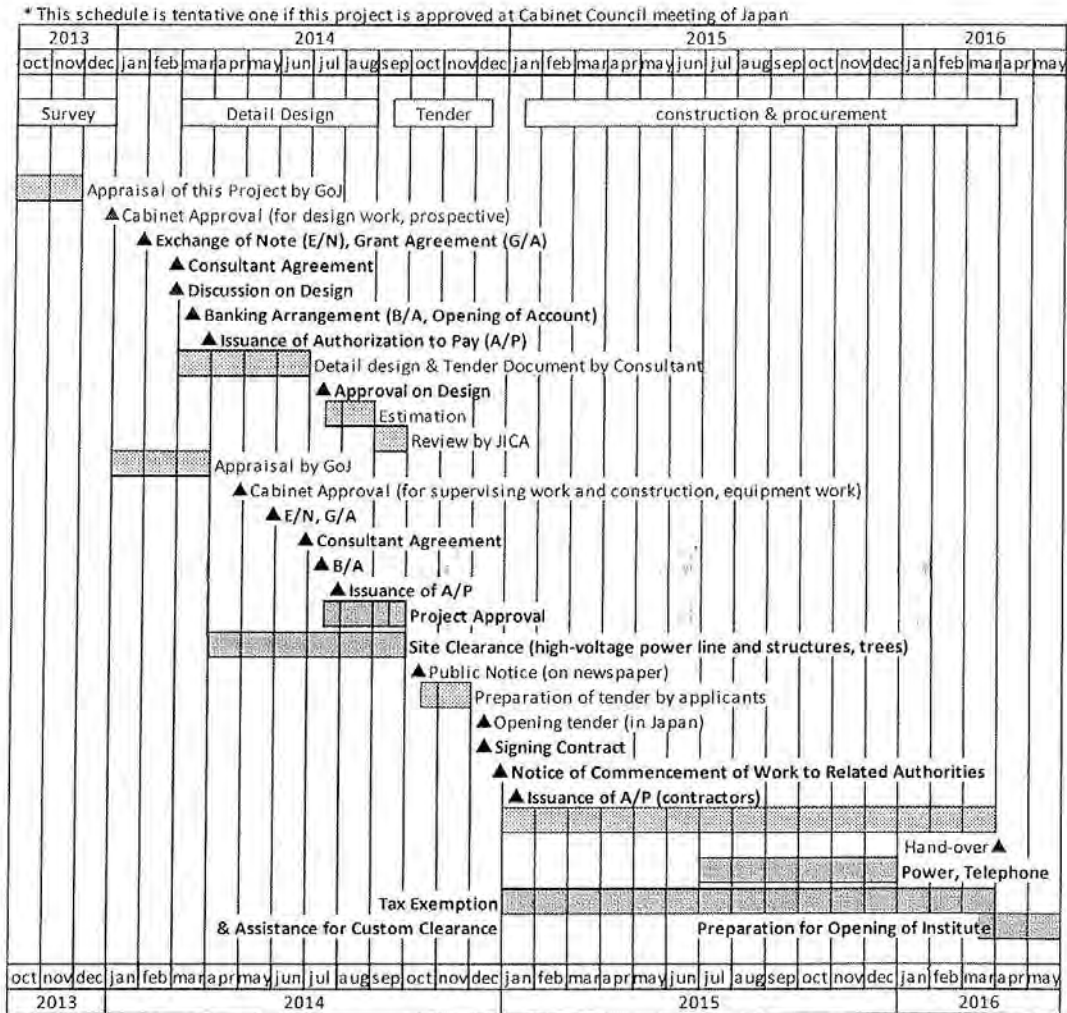 * This schedule is tentative one if this project is approved at Cabinet Council meeting of Japan
2013 2014 2015 2016
oct nov dec jan feb mar apr may jun jul aug sep oct nov dec jan feb mar apr may jun jul aug sep oct nov dec jan feb mar apr may
Survey Detail Design Tender construction & procurement
Appraisal of this Project by GoJ
▲Cabinet Approval (for design work, prospective)
▲Exchange of Note (E/N), Grant Agreement (G/A)
▲Consultant Agreement
▲Discussion on Design
▲Banking Arrangement (B/A, Opening of Account)
▲Issuance of Authorization to Pay (A/P)
Detail design & Tender Document by Consultant
▲Approval on Design
Estimation
Review by JICA
Appraisal by GoJ
▲Cabinet Approval (for supervising work and construction, equipment work)
▲E/N, G/A
▲Consultant Agreement
▲B/A
▲Issuance of A/P
Project Approval
Site Clearance (high-voltage power line and structures, trees)
▲Public Notice (on newspaper)
Preparation of tender by applicants
▲Opening tender (in Japan)
▲Signing Contract
▲Notice of Commencement of Work to Related Authorities
▲Issuance of A/P (contractors)
Hand-over▲
Power, Telephone
Tax Exemption
& Assistance for Custom Clearance Preparation for Opening of Institute
oct nov dec jan feb mar apr may jun jul aug sep oct nov dec jan feb mar apr may jun jul aug sep oct nov dec jan feb mar apr may
2013 2014 2015 2016